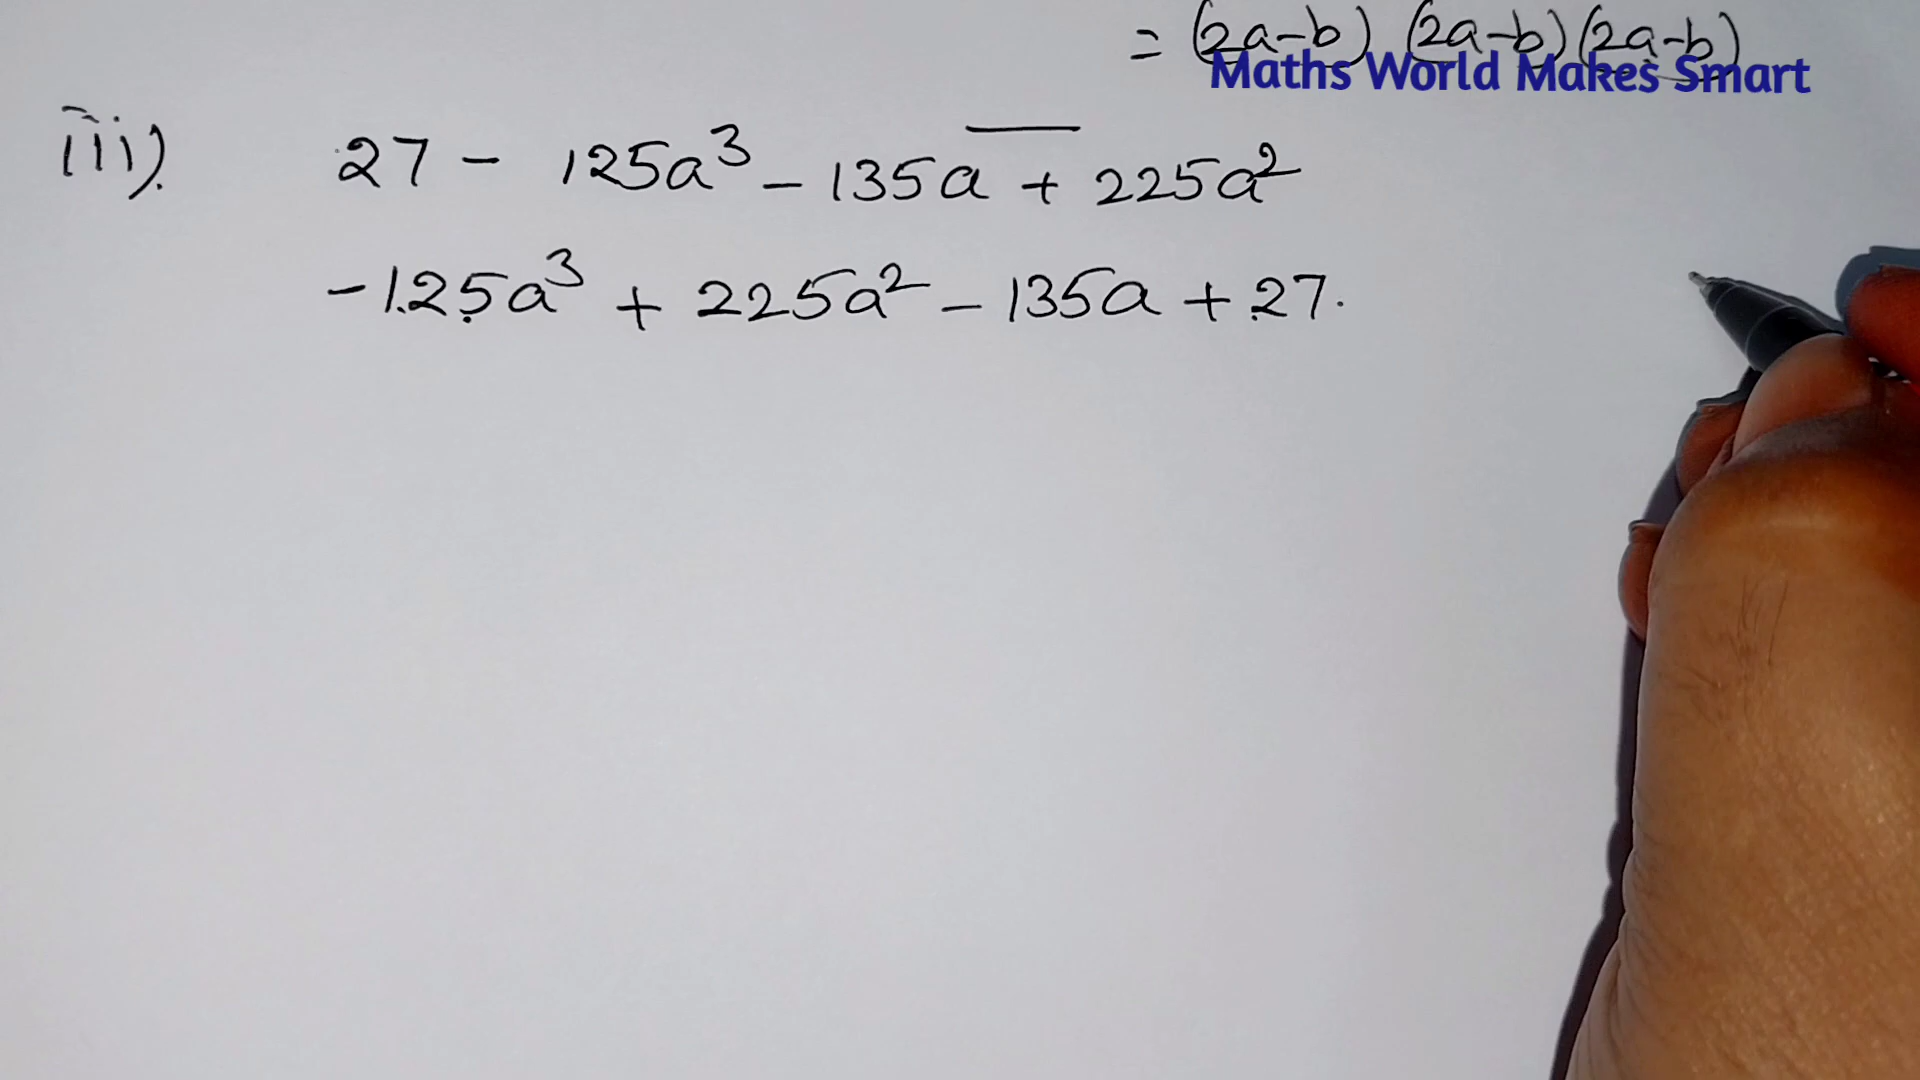 = (2a-b) (2a-b)(2a-b)
Maths World Makes Smart
iii). 27 - 125a³ - 135a + 225a²
-125a³ + 225a² - 135a + 27.